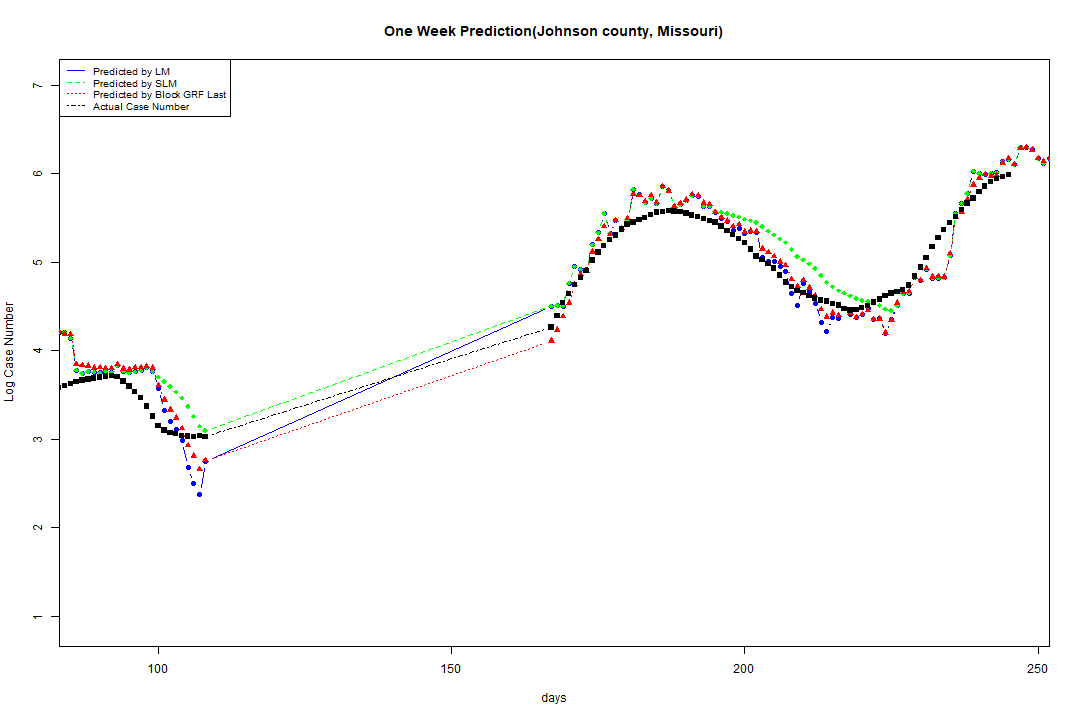 One Week Prediction(Johnson county, Missouri)
Predicted by LM
Predicted by SLM
Predicted by Block GRF Last
Actual Case Number
Log Case Number
7
6
5
4
3
2
1
100 150 200 250
days